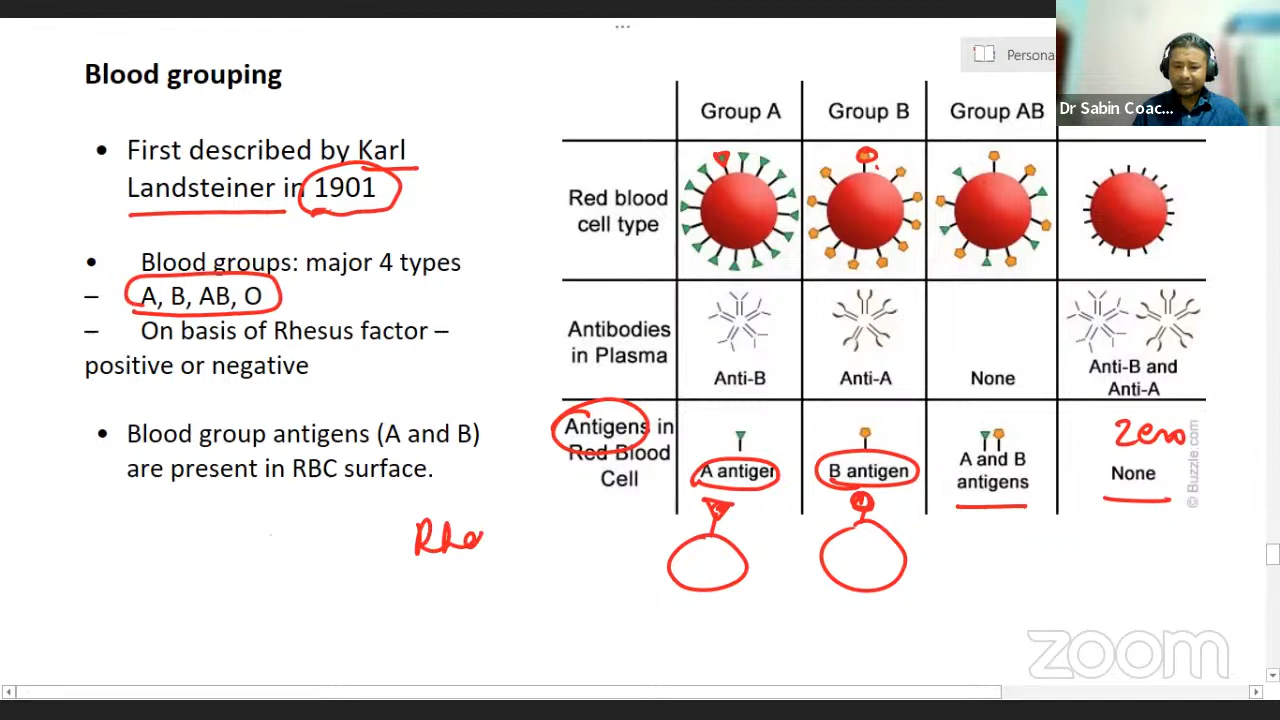 Blood grouping
• First described by Karl
Landsteiner in 1901
• Blood groups: major 4 types
– A, B, AB, O
– On basis of Rhesus factor –
positive or negative
• Blood group antigens (A and B)
are present in RBC surface.
Rhe
Persona
Dr Sabin Coac...
Group A Group B Group AB
Red blood
cell type
Antibodies
in Plasma
Anti-B
Anti-A
None
Anti-B and
Anti-A
Antigens in
Red Blood
Cell
A antigen
B antigen
A and B
antigens
Zero
None
© Buzzle.com
zoom